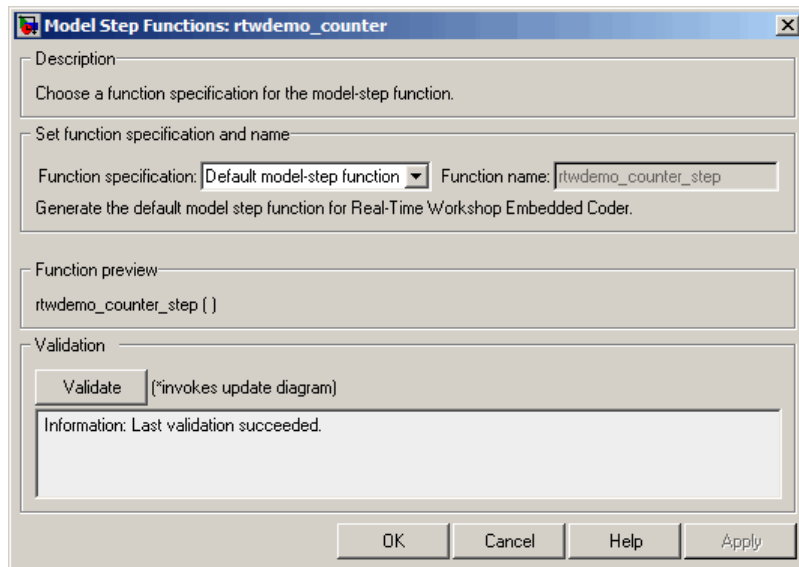 Model Step Functions: rtwdemo_counter
Description
Choose a function specification for the model-step function.
Set function specification and name
Function specification: Default model-step function Function name: rtwdemo_counter_step
Generate the default model step function for Real-Time Workshop Embedded Coder.
Function preview
rtwdemo_counter_step ( )
Validation
Validate (*invokes update diagram)
Information: Last validation succeeded.
OK Cancel Help Apply